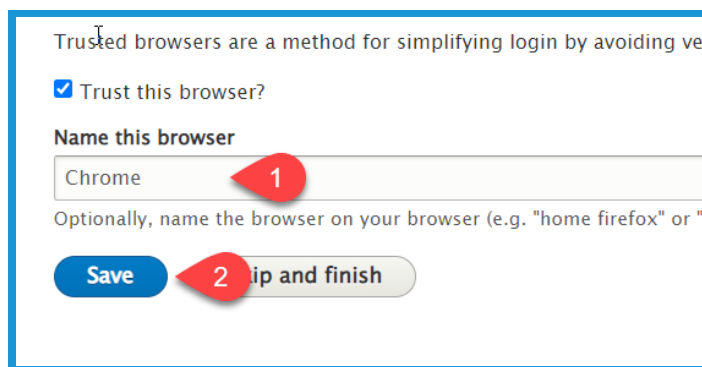 Trusted browsers are a method for simplifying login by avoiding ve
Trust this browser?
Name this browser
Chrome 1
Optionally, name the browser on your browser (e.g. "home firefox" or "
Save 2 ip and finish